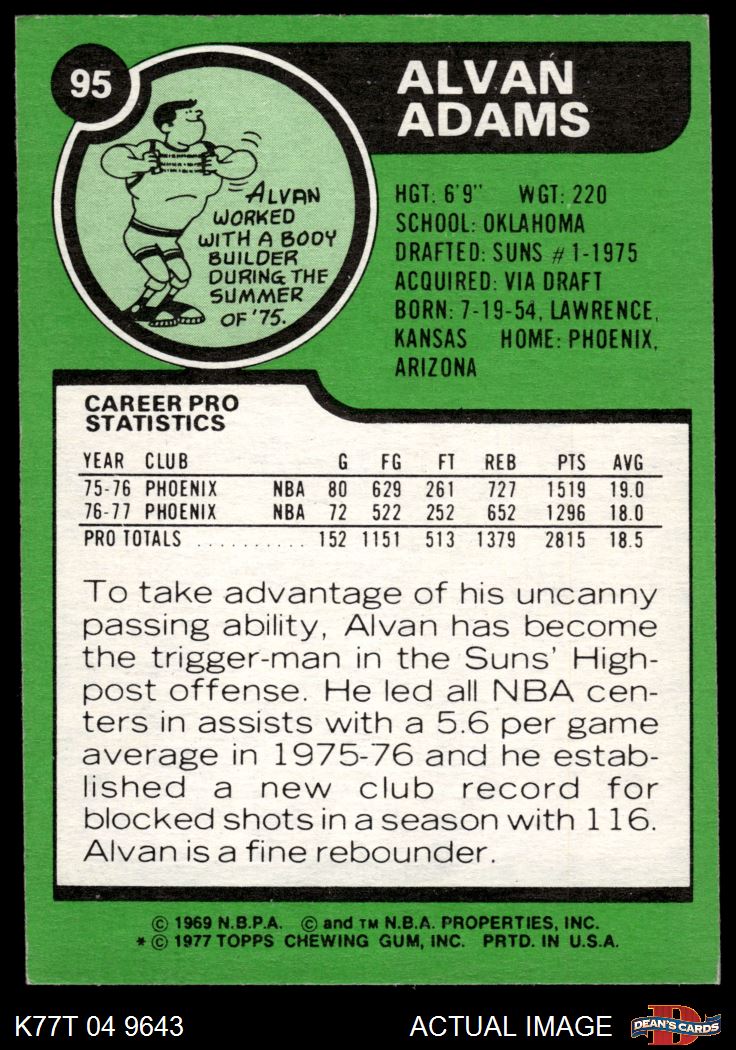 95
ALVAN
ADAMS
ALVAN
WORKED
WITH A BODY
BUILDER
DURING THE
SUMMER
OF '75.
HGT: 6'9" WGT: 220
SCHOOL: OKLAHOMA
DRAFTED: SUNS #1-1975
ACQUIRED: VIA DRAFT
BORN: 7-19-54, LAWRENCE,
KANSAS HOME: PHOENIX,
ARIZONA
CAREER PRO
STATISTICS
YEAR CLUB G FG FT REB PTS AVG
75-76 PHOENIX NBA 80 629 261 727 1519 19.0
76-77 PHOENIX NBA 72 522 252 652 1296 18.0
PRO TOTALS .......... 152 1151 513 1379 2815 18.5
To take advantage of his uncanny
passing ability, Alvan has become
the trigger-man in the Suns' High-
post offense. He led all NBA cen-
ters in assists with a 5.6 per game
average in 1975-76 and he estab-
lished a new club record for
blocked shots in a season with 116.
Alvan is a fine rebounder.
© 1969 N.B.P.A. © and TM N.B.A. PROPERTIES, INC.
* © 1977 TOPPS CHEWING GUM, INC. PRTD. IN U.S.A.
K77T 04 9643 ACTUAL IMAGE DEAN'S CARDS